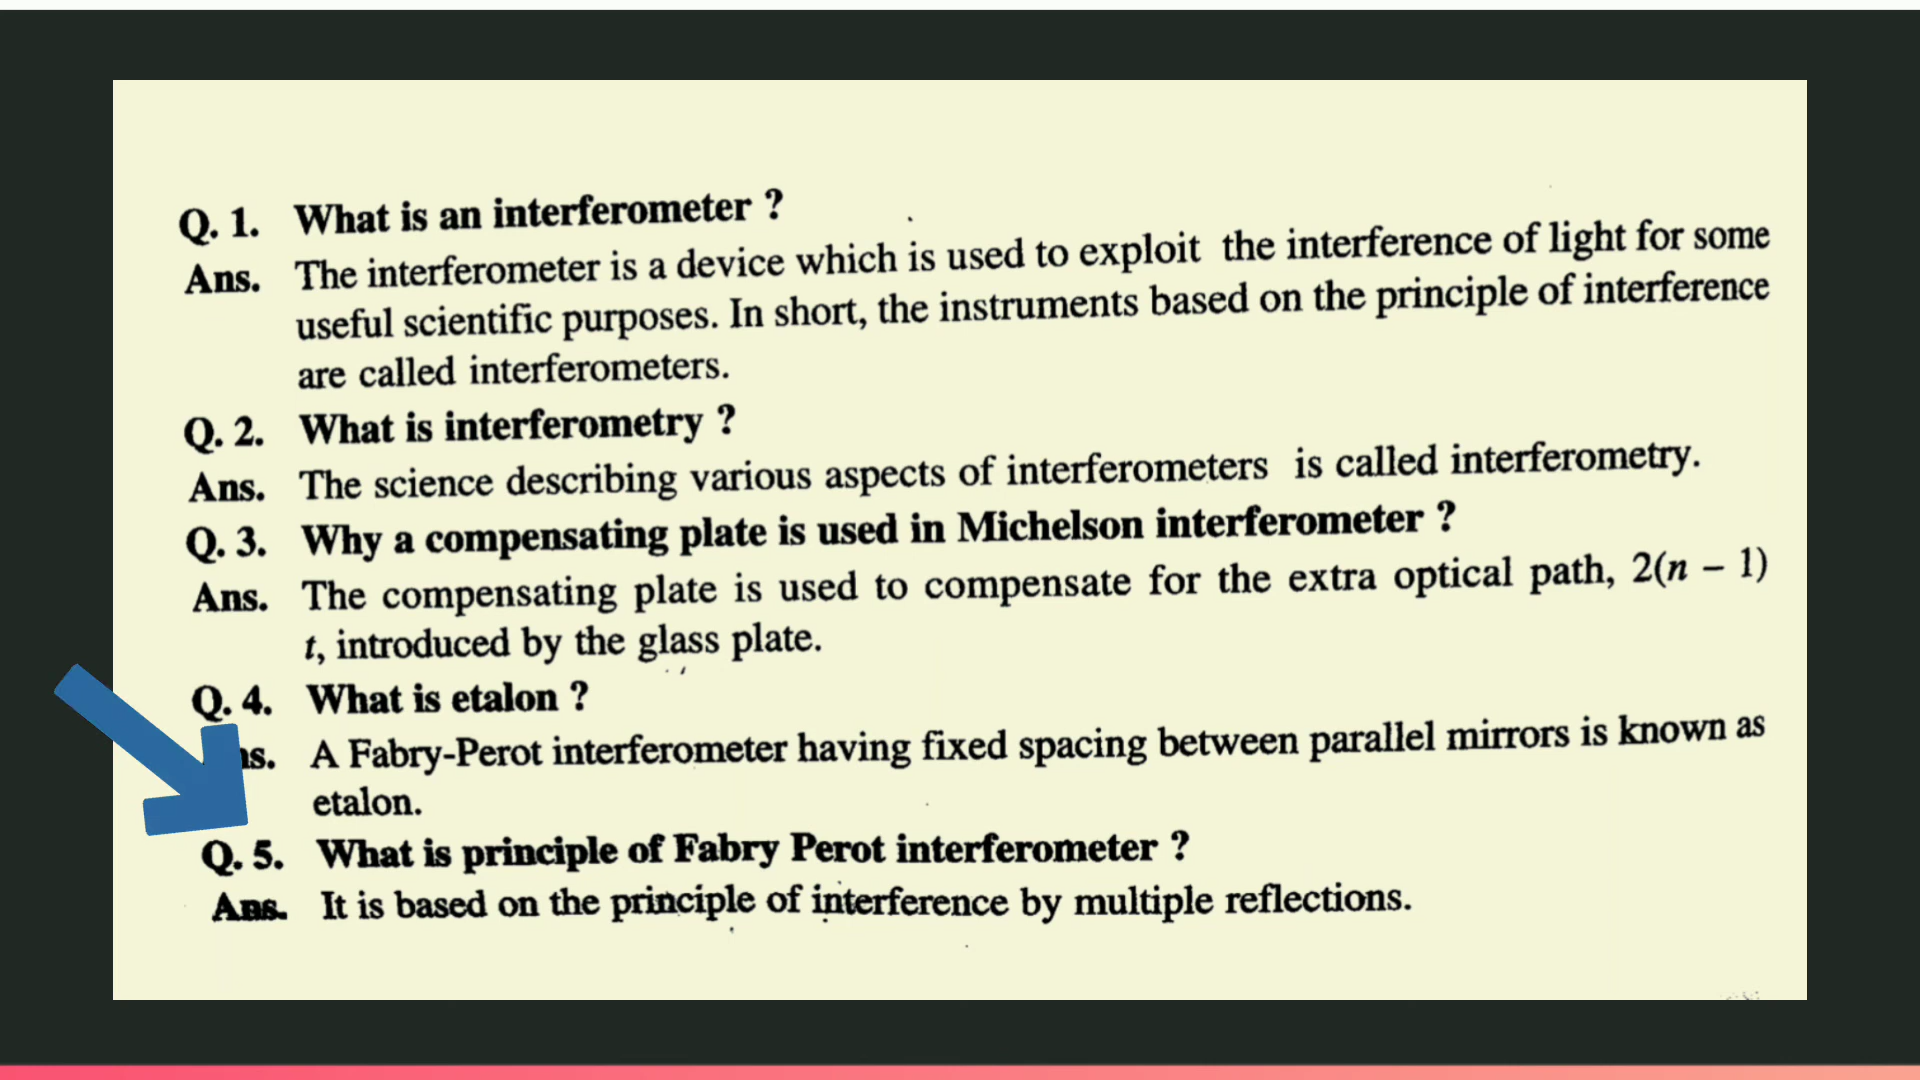 Q. 1. What is an interferometer ?
Ans. The interferometer is a device which is used to exploit the interference of light for some
useful scientific purposes. In short, the instruments based on the principle of interference
are called interferometers.
Q. 2. What is interferometry ?
Ans. The science describing various aspects of interferometers is called interferometry.
Q. 3. Why a compensating plate is used in Michelson interferometer ?
Ans. The compensating plate is used to compensate for the extra optical path, 2(n – 1)
t, introduced by the glass plate.
Q. 4. What is etalon ?
A Fabry-Perot interferometer having fixed spacing between parallel mirrors is known as
etalon.
Q. 5. What is principle of Fabry Perot interferometer ?
Ans. It is based on the principle of interference by multiple reflections.